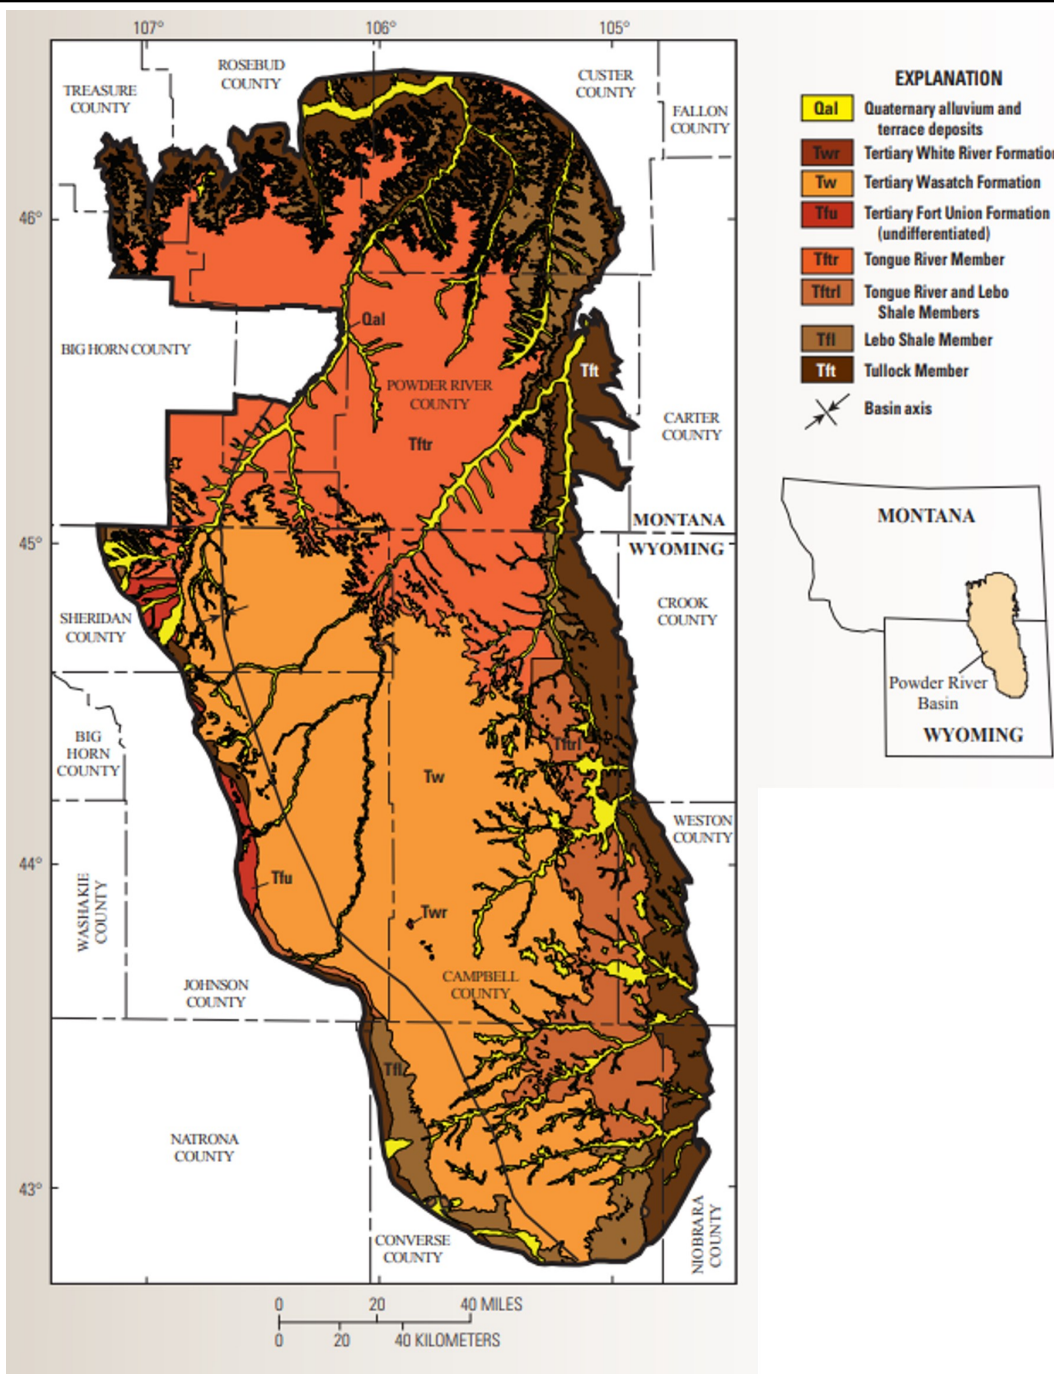 107°
106°
105°
ROSEBUD
COUNTY
TREASURE
COUNTY
CUSTER
COUNTY
FALLON
COUNTY
46°
Qal
BIG HORN COUNTY
POWDER RIVER
COUNTY
Tft
Tftr
CARTER
COUNTY
MONTANA
WYOMING
45°
SHERIDAN
COUNTY
CROOK
COUNTY
BIG
HORN
COUNTY
Tftrl
Tw
WESTON
COUNTY
44°
WASHAKIE
COUNTY
Tfu
Twr
JOHNSON
COUNTY
CAMPBELL
COUNTY
Tfl
NATRONA
COUNTY
43°
CONVERSE
COUNTY
NIOBRARA
COUNTY
0 20 40 MILES
0 20 40 KILOMETERS
EXPLANATION
Qal Quaternary alluvium and
terrace deposits
Twr Tertiary White River Formation
Tw Tertiary Wasatch Formation
Tfu Tertiary Fort Union Formation
(undifferentiated)
Tftr Tongue River Member
Tftrl Tongue River and Lebo
Shale Members
Tfl Lebo Shale Member
Tft Tullock Member
Basin axis
MONTANA
Powder River
Basin
WYOMING